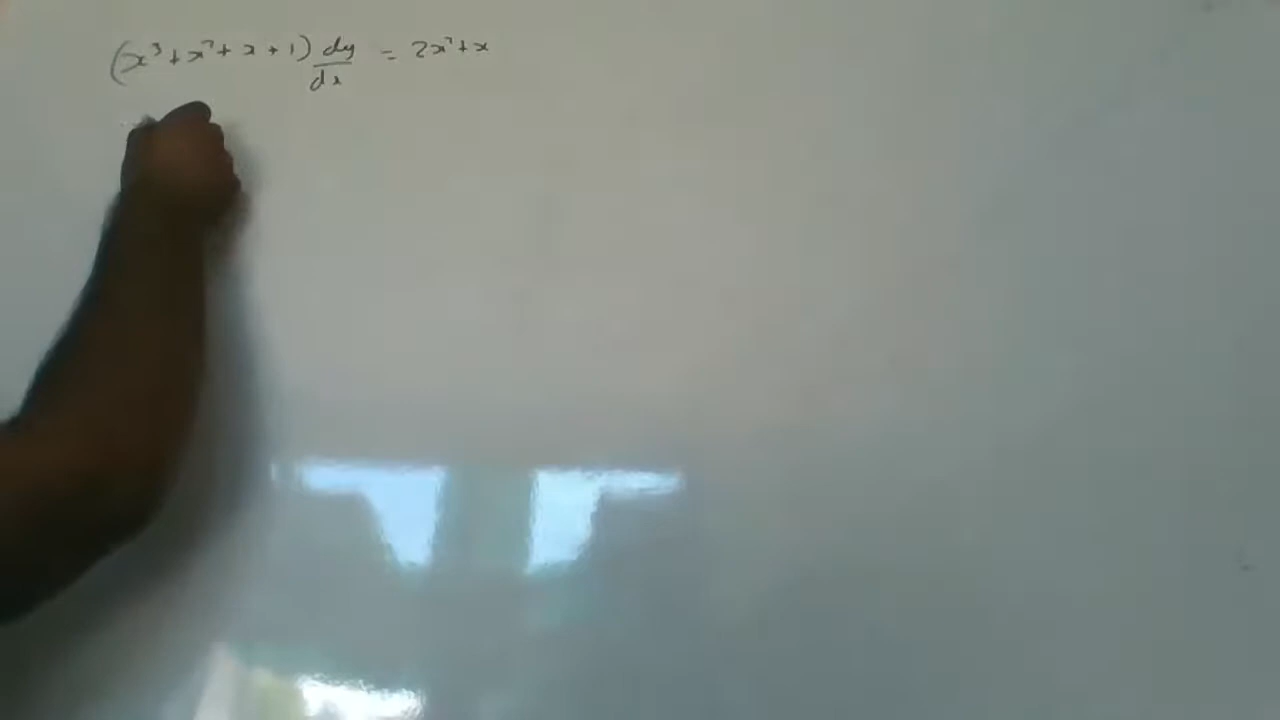 (x³+x²+x+1) dy/dx = 2x²+x